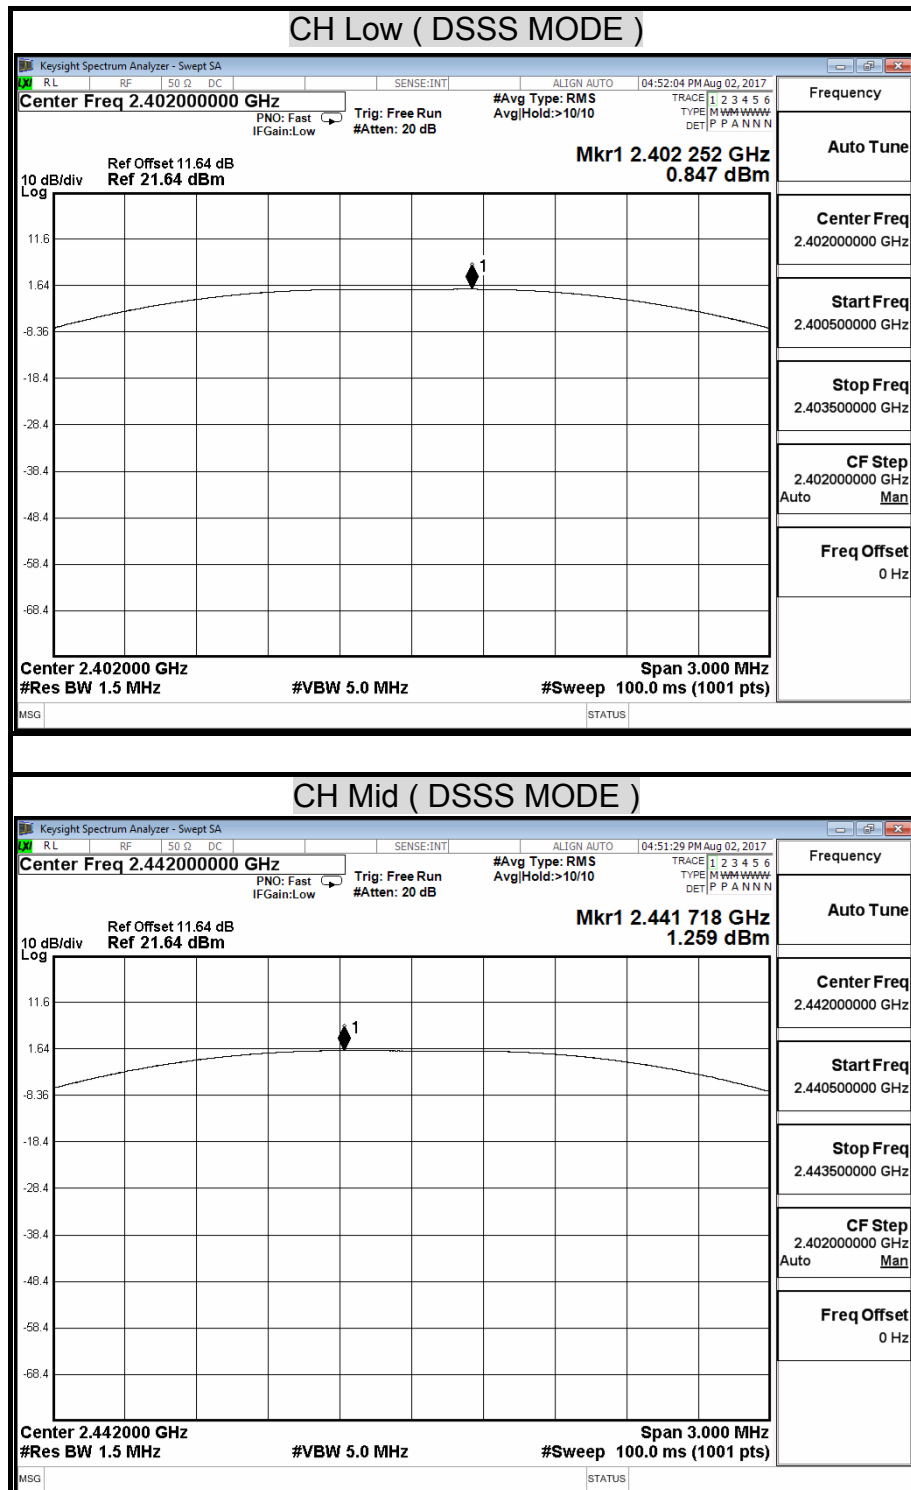 CH Low ( DSSS MODE )
Keysight Spectrum Analyzer - Swept SA
LXI RL RF 50 Ω DC SENSE:INT ALIGN AUTO 04:52:04 PM Aug 02, 2017
Center Freq 2.402000000 GHz
PNO: Fast
IFGain:Low
Trig: Free Run
#Atten: 20 dB
#Avg Type: RMS
Avg|Hold:>10/10
TRACE 1 2 3 4 5 6
TYPE M WM WWWW
DET P P A N N N
Frequency
Mkr1 2.402 252 GHz
0.847 dBm
Ref Offset 11.64 dB
10 dB/div Ref 21.64 dBm
Log
11.6
1.64
-8.36
-18.4
-28.4
-38.4
-48.4
-58.4
-68.4
1
Auto Tune
Center Freq
2.402000000 GHz
Start Freq
2.400500000 GHz
Stop Freq
2.403500000 GHz
CF Step
2.402000000 GHz
Auto Man
Freq Offset
0 Hz
Center 2.402000 GHz Span 3.000 MHz
#Res BW 1.5 MHz #VBW 5.0 MHz #Sweep 100.0 ms (1001 pts)
MSG STATUS
CH Mid ( DSSS MODE )
Keysight Spectrum Analyzer - Swept SA
LXI RL RF 50 Ω DC SENSE:INT ALIGN AUTO 04:51:29 PM Aug 02, 2017
Center Freq 2.442000000 GHz
PNO: Fast
IFGain:Low
Trig: Free Run
#Atten: 20 dB
#Avg Type: RMS
Avg|Hold:>10/10
TRACE 1 2 3 4 5 6
TYPE M WM WWWW
DET P P A N N N
Frequency
Mkr1 2.441 718 GHz
1.259 dBm
Ref Offset 11.64 dB
10 dB/div Ref 21.64 dBm
Log
11.6
1.64
-8.36
-18.4
-28.4
-38.4
-48.4
-58.4
-68.4
1
Auto Tune
Center Freq
2.442000000 GHz
Start Freq
2.440500000 GHz
Stop Freq
2.443500000 GHz
CF Step
2.402000000 GHz
Auto Man
Freq Offset
0 Hz
Center 2.442000 GHz Span 3.000 MHz
#Res BW 1.5 MHz #VBW 5.0 MHz #Sweep 100.0 ms (1001 pts)
MSG STATUS